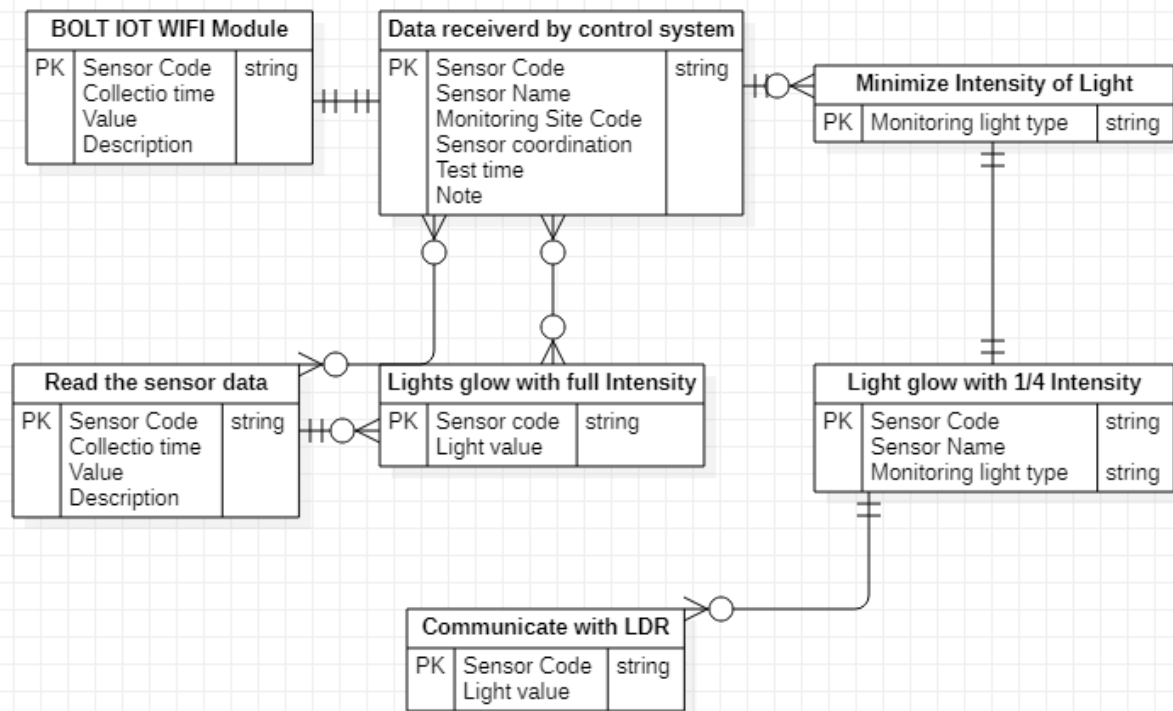 BOLT IOT WIFI Module
PK Sensor Code string
Collectio time
Value
Description
Data receiverd by control system
PK Sensor Code string
Sensor Name
Monitoring Site Code
Sensor coordination
Test time
Note
Minimize Intensity of Light
PK Monitoring light type string
Read the sensor data
PK Sensor Code string
Collectio time
Value
Description
Lights glow with full Intensity
PK Sensor code string
Light value
Light glow with 1/4 Intensity
PK Sensor Code string
Sensor Name
Monitoring light type string
Communicate with LDR
PK Sensor Code string
Light value